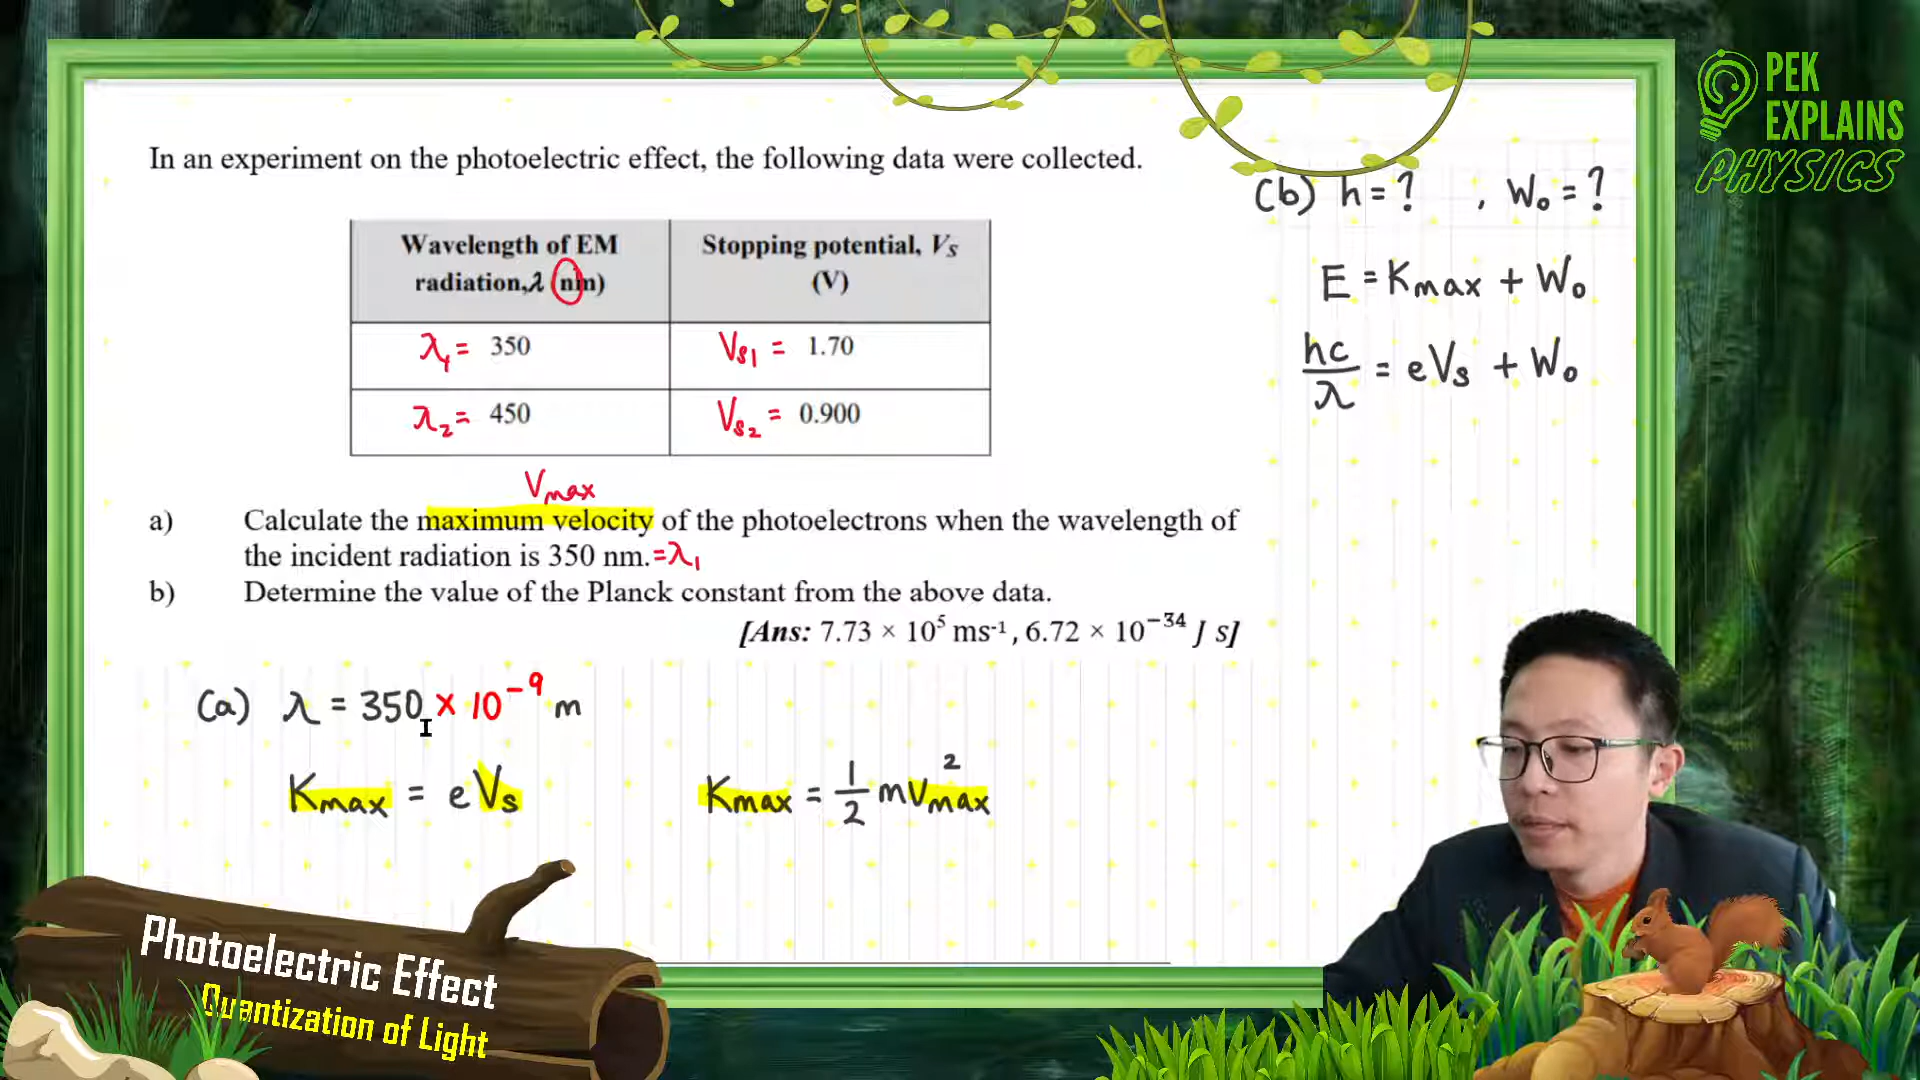 PEK
EXPLAINS
PHYSICS
In an experiment on the photoelectric effect, the following data were collected.
Wavelength of EM radiation, λ (nm)
Stopping potential, Vs (V)
λ₁ = 350
Vs1 = 1.70
λ₂ = 450
Vs2 = 0.900
Vmax
a) Calculate the maximum velocity of the photoelectrons when the wavelength of
the incident radiation is 350 nm. = λ₁
b) Determine the value of the Planck constant from the above data.
[Ans: 7.73 × 10⁵ ms⁻¹ , 6.72 × 10⁻³⁴ J s]
(a) λ = 350 × 10⁻⁹ m
Kmax = eVs
Kmax = 1/2 mVmax²
(b) h = ? , W₀ = ?
E = Kmax + W₀
hc/λ = eVs + W₀
Photoelectric Effect
Quantization of Light